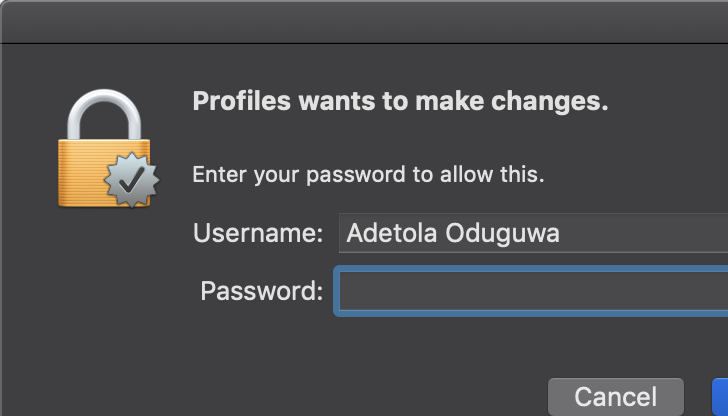 Profiles wants to make changes.
Enter your password to allow this.
Username: Adetola Oduguwa
Password:
Cancel